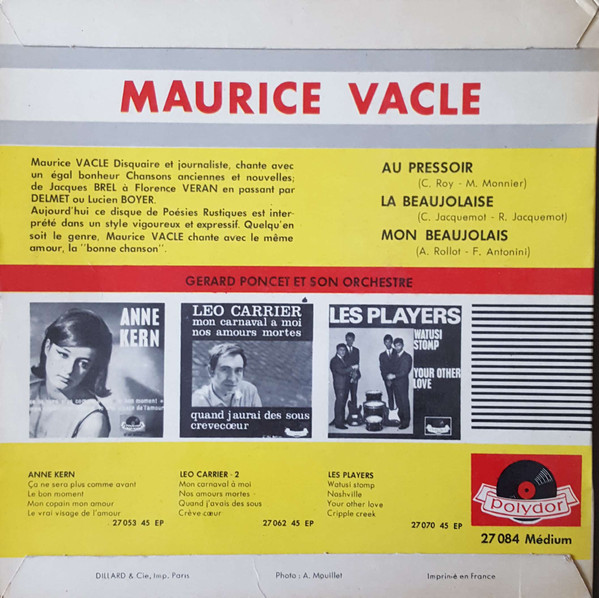 MAURICE VACLE
Maurice VACLE Disquaire et journaliste, chante avec
un égal bonheur Chansons anciennes et nouvelles;
de Jacques BREL à Florence VERAN en passant par
DELMET ou Lucien BOYER.
Aujourd'hui ce disque de Poésies Rustiques est inter-
prété dans un style vigoureux et expressif. Quelqu'en
soit le genre, Maurice VACLE chante avec le même
amour, la "bonne chanson".
AU PRESSOIR
(C. Roy - M. Monnier)
LA BEAUJOLAISE
(C. Jacquemot - R. Jacquemot)
MON BEAUJOLAIS
(A. Rollot - F. Antonini)
GERARD PONCET ET SON ORCHESTRE
ANNE
KERN
LEO CARRIER
mon carnaval à moi
nos amours mortes
quand j'aurai des sous
crevecœur
LES PLAYERS
WATUSI
STOMP
YOUR OTHER
LOVE
ANNE KERN
Ça ne sera plus comme avant
Le bon moment
Mon copain mon amour
Le vrai visage de l'amour
27 053 45 EP
LEO CARRIER - 2
Mon carnaval à moi
Nos amours mortes
Quand j'avais des sous
Crève cœur
27 062 45 EP
LES PLAYERS
Watusi stomp
Nashville
Your other love
Cripple creek
27 070 45 EP
polydor
27 084 Médium
DILLARD & Cie, Imp. Paris
Photo : A. Mouillet
Imprimé en France